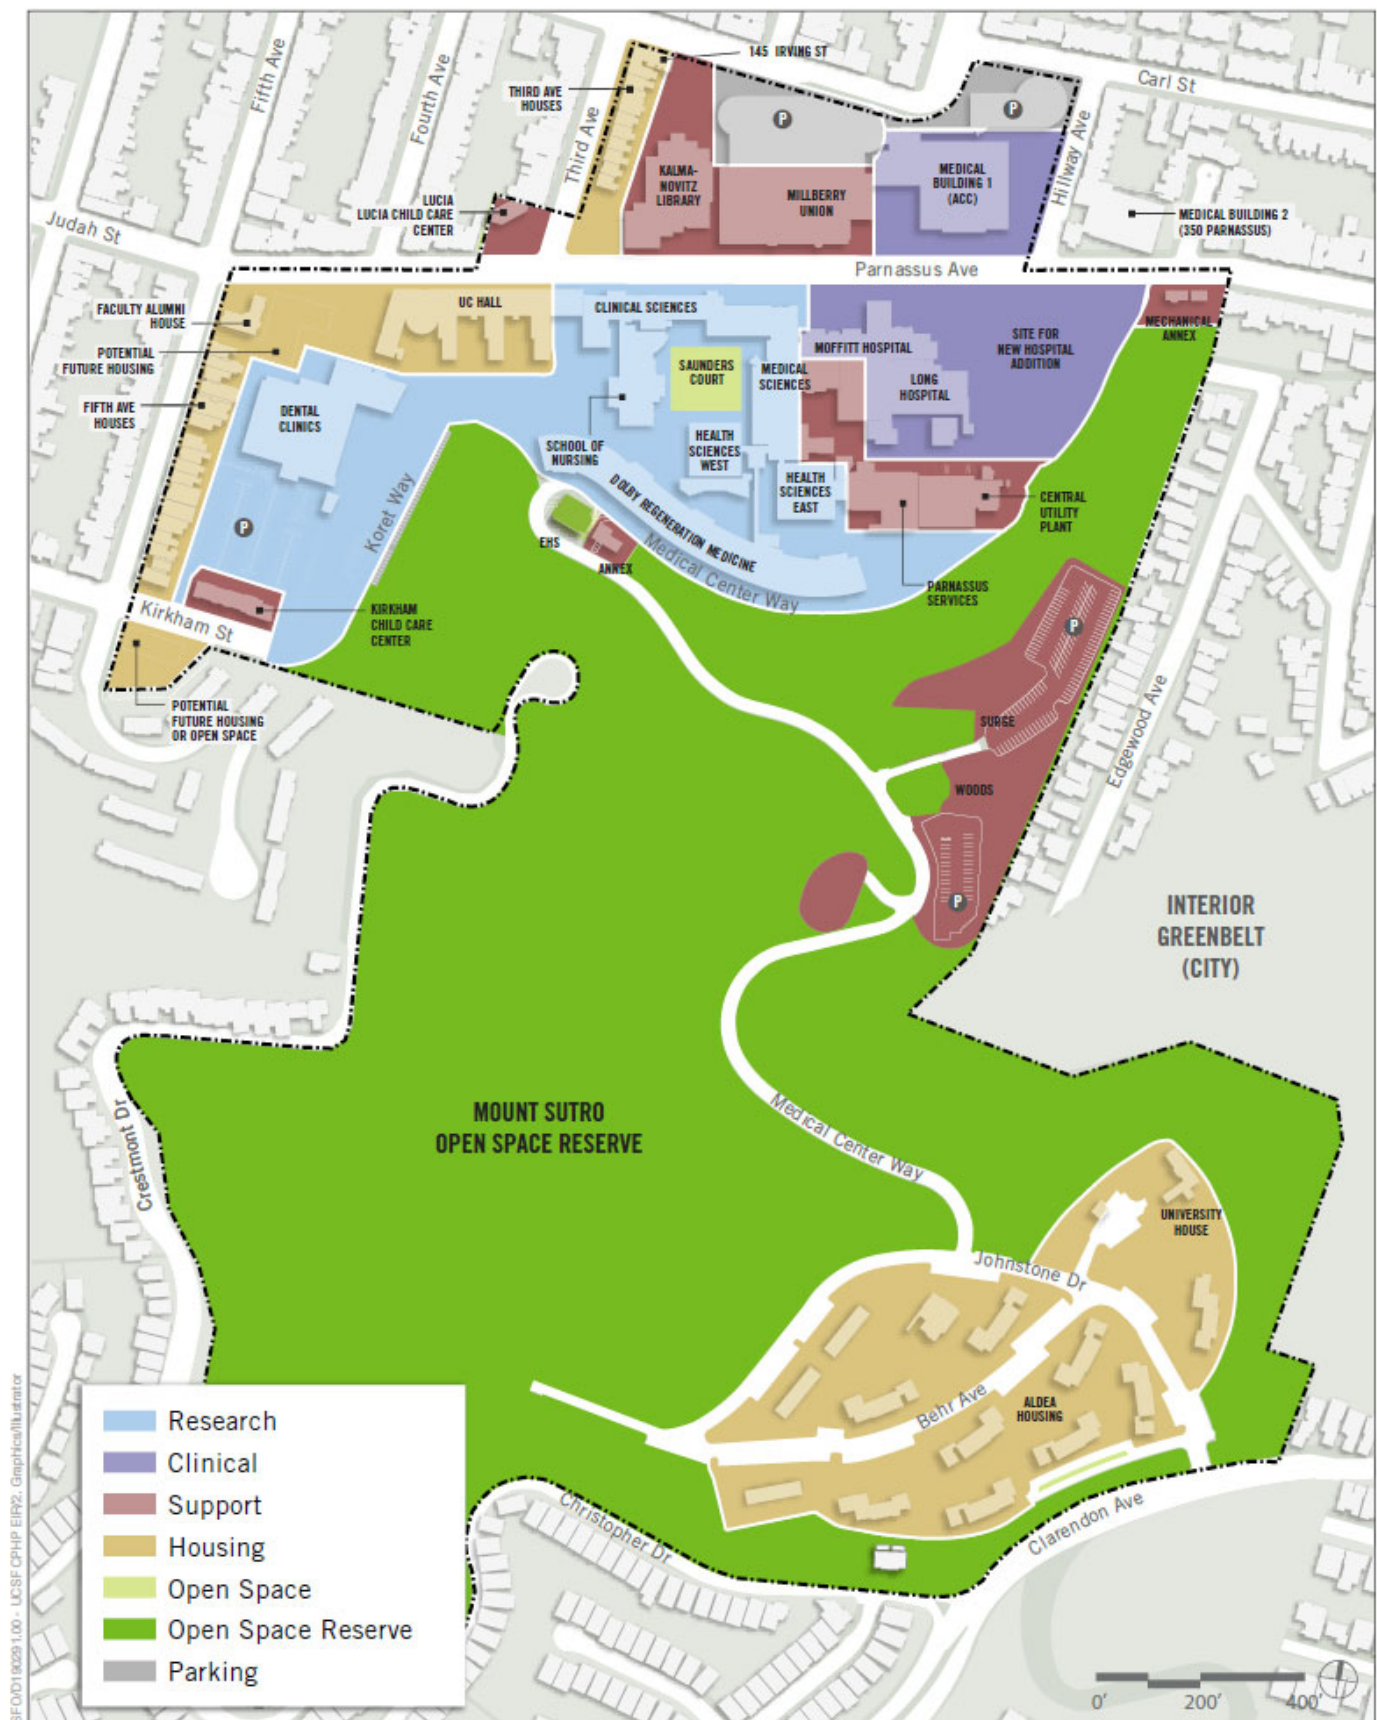 145 IRVING ST
Carl St
Fifth Ave
Fourth Ave
THIRD AVE
HOUSES
Third Ave
P
P
Hillway Ave
KALMA-
NOVITZ
LIBRARY
MILLBERRY
UNION
MEDICAL
BUILDING 1
(ACC)
LUCIA
LUCIA CHILD CARE
CENTER
MEDICAL BUILDING 2
(350 PARNASSUS)
Judah St
Parnassus Ave
FACULTY ALUMNI
HOUSE
UC HALL
CLINICAL SCIENCES
MECHANICAL
ANNEX
POTENTIAL
FUTURE HOUSING
SAUNDERS
COURT
MEDICAL
SCIENCES
MOFFITT HOSPITAL
SITE FOR
NEW HOSPITAL
ADDITION
LONG
HOSPITAL
FIFTH AVE
HOUSES
DENTAL
CLINICS
SCHOOL OF
NURSING
HEALTH
SCIENCES
WEST
HEALTH
SCIENCES
EAST
DOLBY REGENERATION MEDICINE
CENTRAL
UTILITY
PLANT
P
Koret Way
EHS
ANNEX
Medical Center Way
PARNASSUS
SERVICES
Kirkham St
KIRKHAM
CHILD CARE
CENTER
P
POTENTIAL
FUTURE HOUSING
OR OPEN SPACE
SURGE
Edgewood Ave
WOODS
P
INTERIOR
GREENBELT
(CITY)
MOUNT SUTRO
OPEN SPACE RESERVE
Medical Center Way
Crestmont Dr
UNIVERSITY
HOUSE
Johnstone Dr
Behr Ave
ALDEA
HOUSING
Christopher Dr
Clarendon Ave
Research
Clinical
Support
Housing
Open Space
Open Space Reserve
Parking
0'
200'
400'
UCSF CPHP EIR/2. Graphics/Illustrator